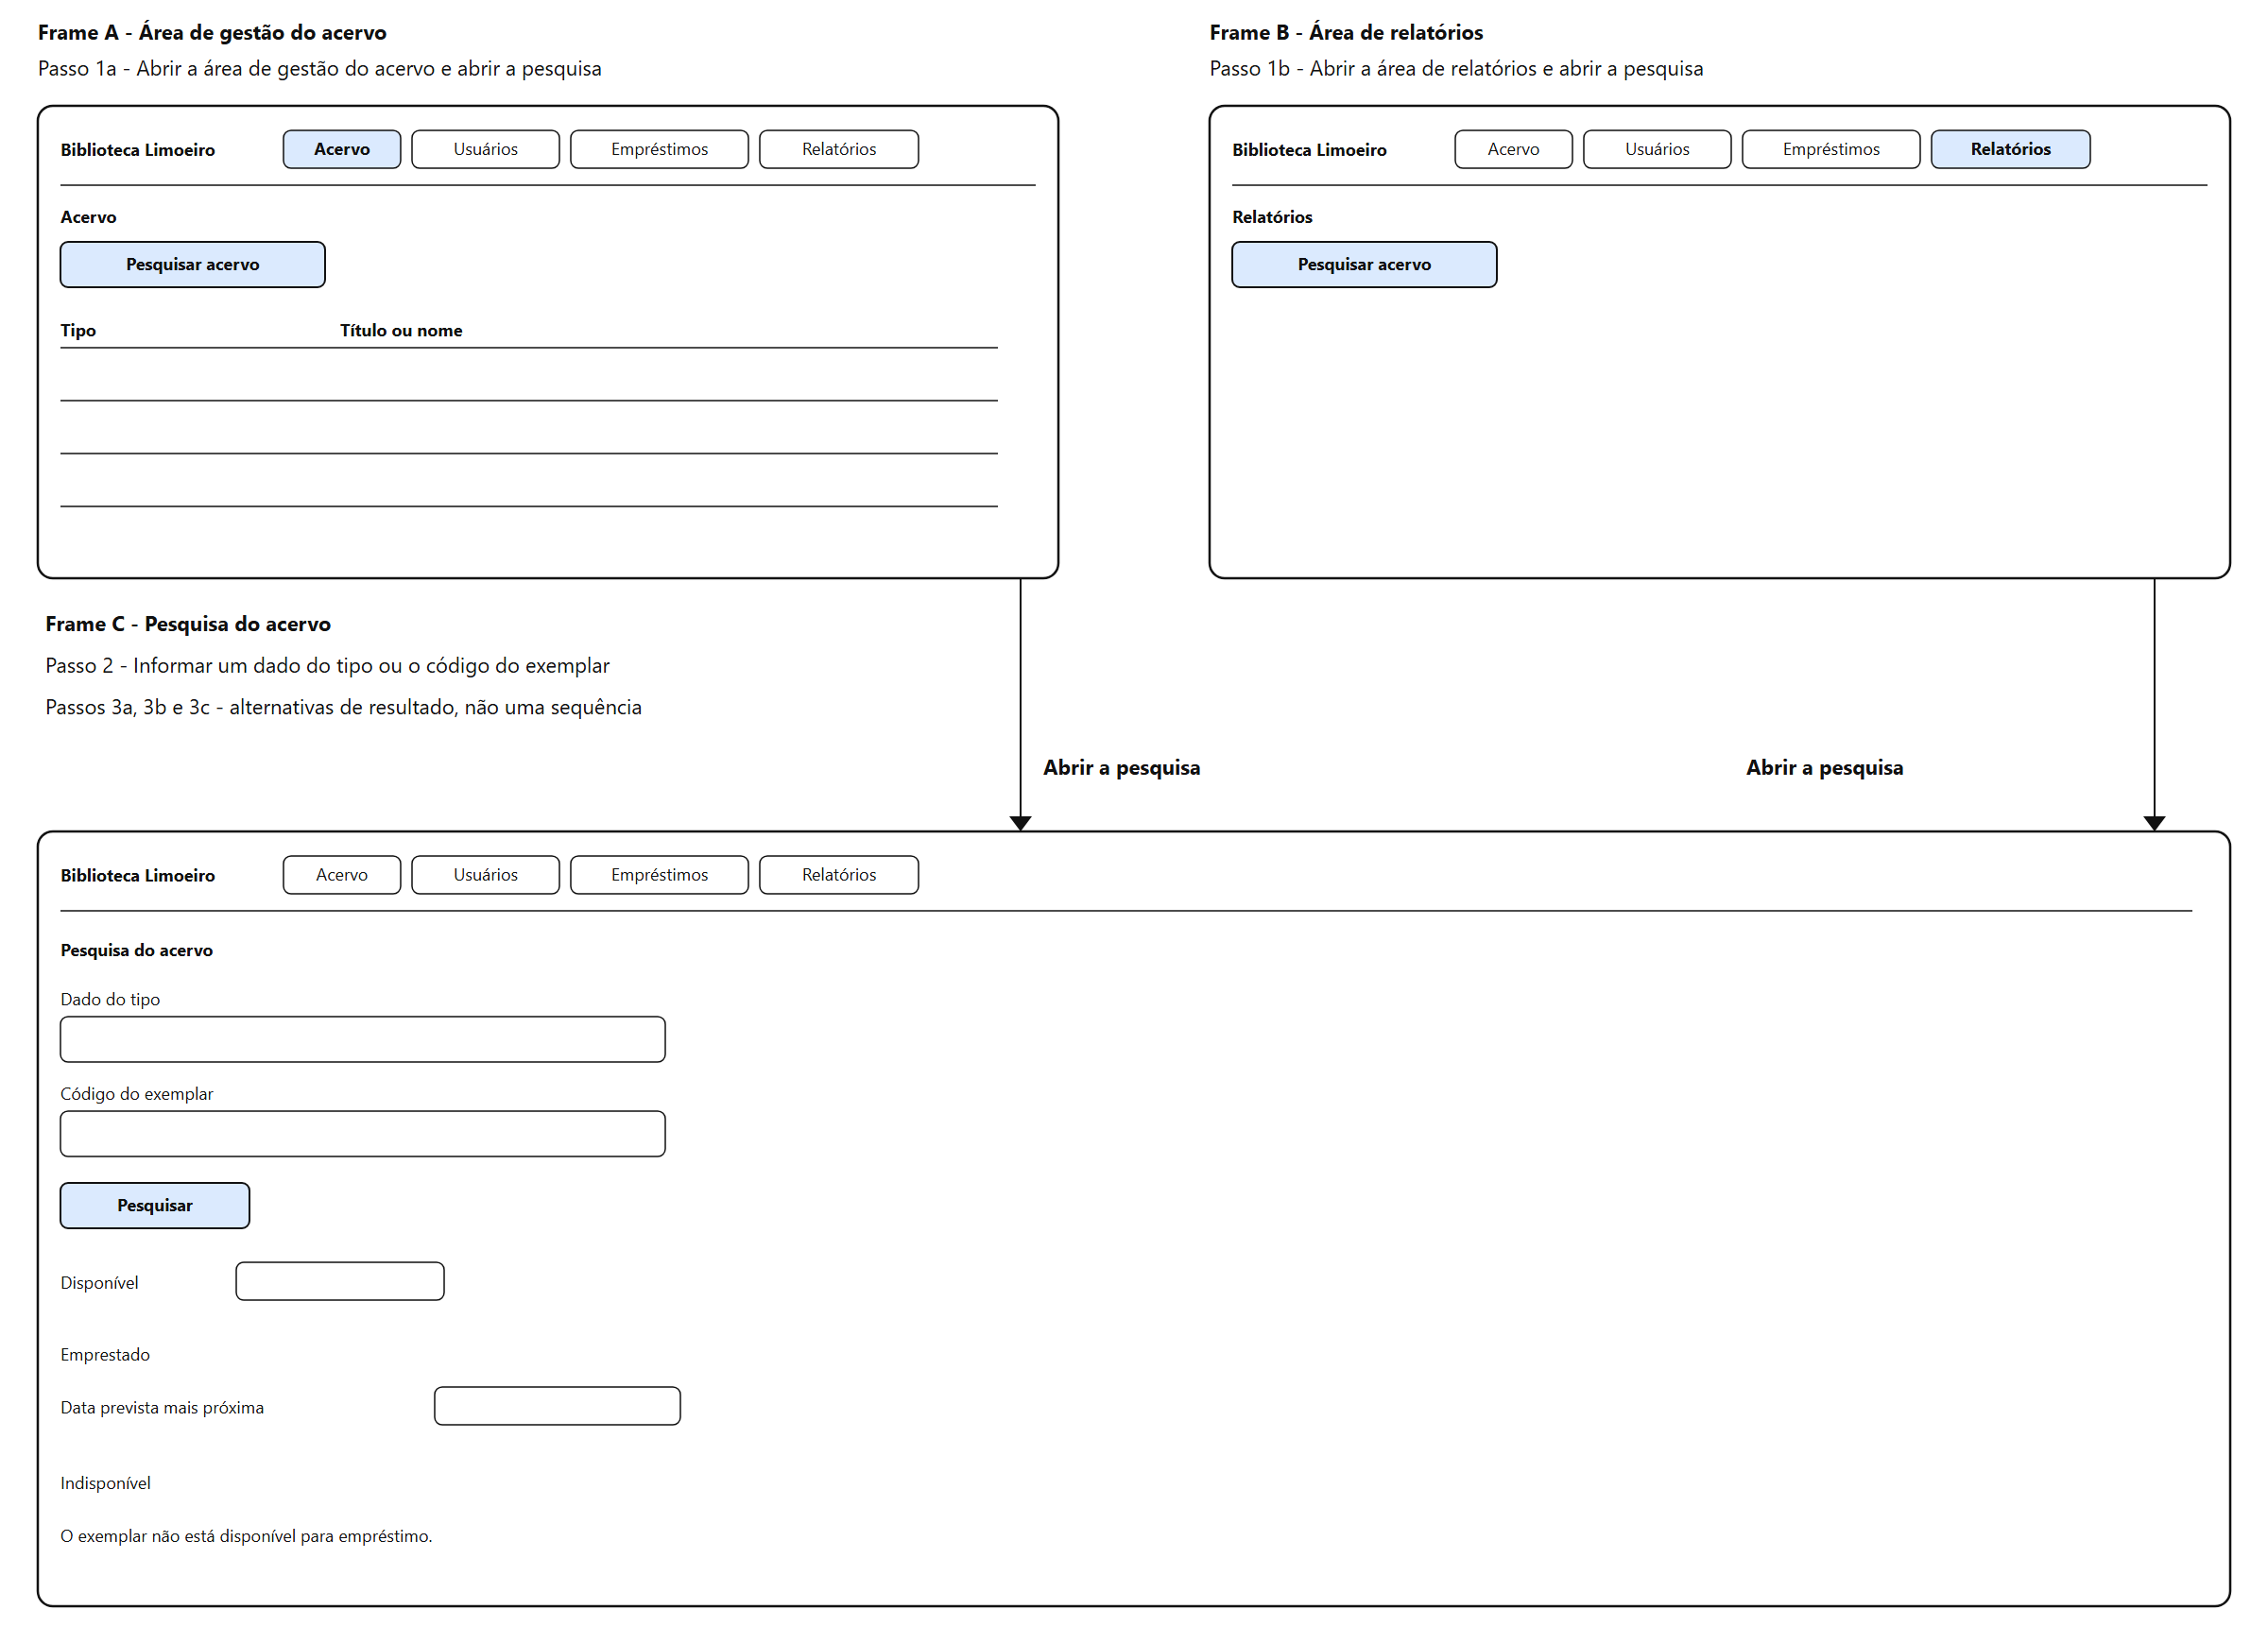 Frame A - Área de gestão do acervo
Passo 1a - Abrir a área de gestão do acervo e abrir a pesquisa
Biblioteca Limoeiro
Acervo
Usuários
Empréstimos
Relatórios
Acervo
Pesquisar acervo
Tipo
Título ou nome
Frame B - Área de relatórios
Passo 1b - Abrir a área de relatórios e abrir a pesquisa
Biblioteca Limoeiro
Acervo
Usuários
Empréstimos
Relatórios
Relatórios
Pesquisar acervo
Frame C - Pesquisa do acervo
Passo 2 - Informar um dado do tipo ou o código do exemplar
Passos 3a, 3b e 3c - alternativas de resultado, não uma sequência
Abrir a pesquisa
Abrir a pesquisa
Biblioteca Limoeiro
Acervo
Usuários
Empréstimos
Relatórios
Pesquisa do acervo
Dado do tipo
Código do exemplar
Pesquisar
Disponível
Emprestado
Data prevista mais próxima
Indisponível
O exemplar não está disponível para empréstimo.